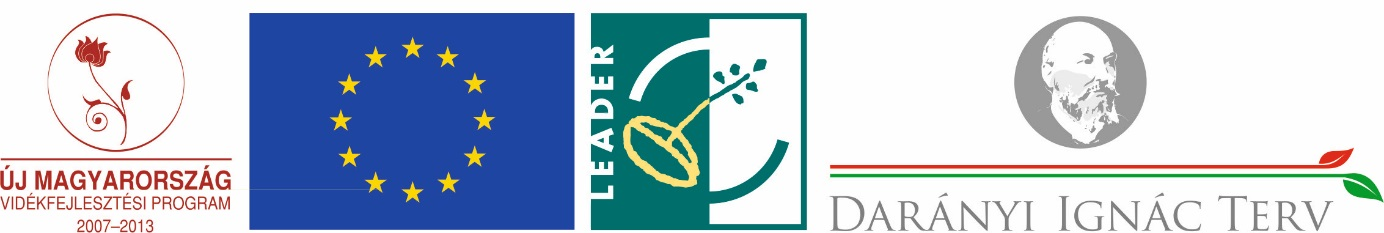 ÚJ MAGYARORSZÁG
VIDÉKFEJLESZTÉSI PROGRAM
2007–2013
LEADER
DARÁNYI IGNÁC TERV